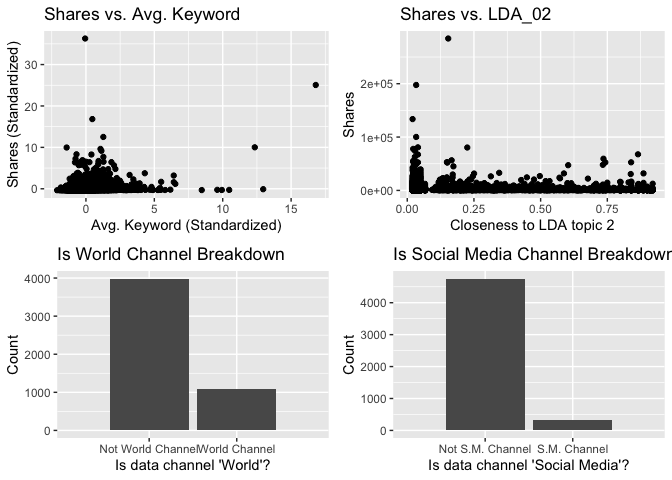 Shares vs. Avg. Keyword
Shares (Standardized)
30
20
10
0
0
5
10
15
Avg. Keyword (Standardized)
Shares vs. LDA_02
Shares
2e+05
1e+05
0e+00
0.00
0.25
0.50
0.75
Closeness to LDA topic 2
Is World Channel Breakdown
Count
4000
3000
2000
1000
0
Not World Channel
World Channel
Is data channel 'World'?
Is Social Media Channel Breakdown
Count
4000
3000
2000
1000
0
Not S.M. Channel
S.M. Channel
Is data channel 'Social Media'?